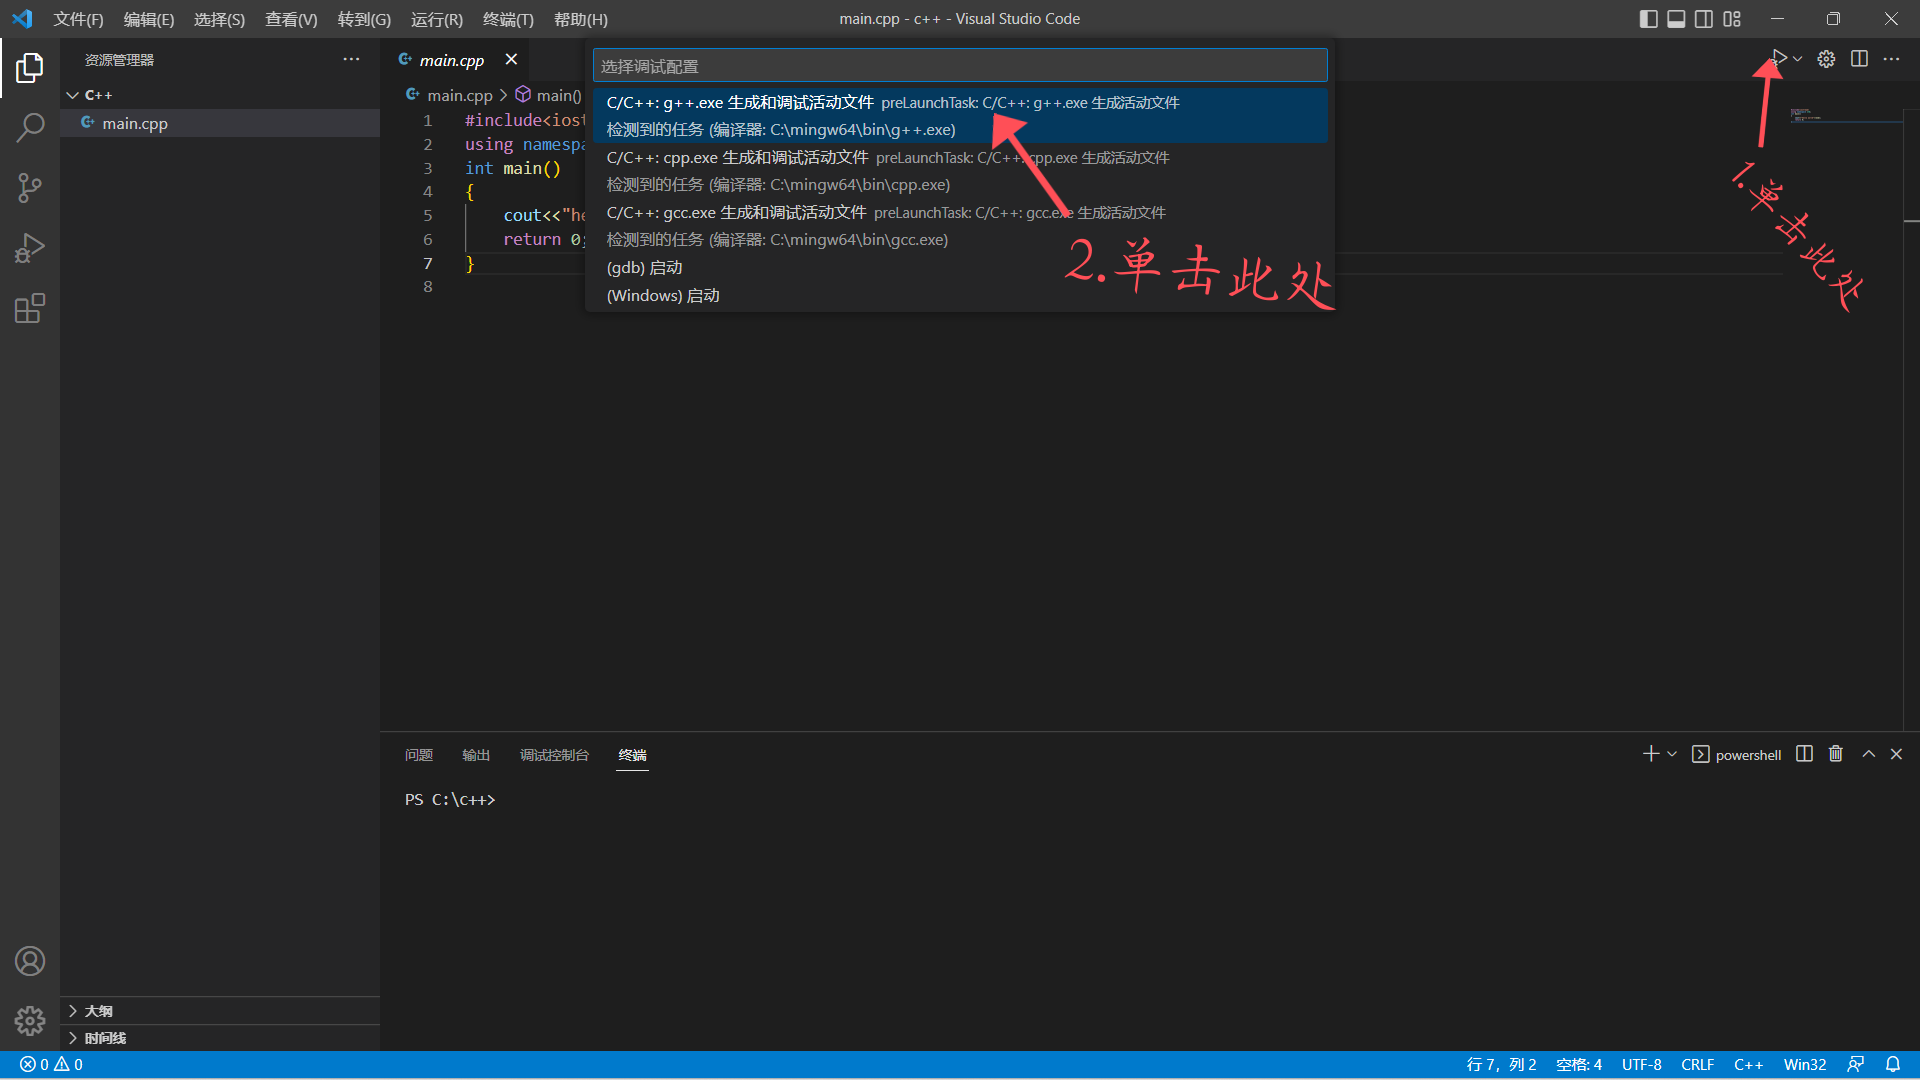 文件(F) 编辑(E) 选择(S) 查看(V) 转到(G) 运行(R) 终端(T) 帮助(H) main.cpp - c++ - Visual Studio Code
资源管理器
C++
main.cpp
大纲
时间线
main.cpp
main.cpp > main()
1 #include<iost
2 using namespa
3 int main()
4 {
5 cout<<"he
6 return 0;
7 }
8
选择调试配置
C/C++: g++.exe 生成和调试活动文件 preLaunchTask: C/C++: g++.exe 生成活动文件
检测到的任务 (编译器: C:\mingw64\bin\g++.exe)
C/C++: cpp.exe 生成和调试活动文件 preLaunchTask: C/C++: cpp.exe 生成活动文件
检测到的任务 (编译器: C:\mingw64\bin\cpp.exe)
C/C++: gcc.exe 生成和调试活动文件 preLaunchTask: C/C++: gcc.exe 生成活动文件
检测到的任务 (编译器: C:\mingw64\bin\gcc.exe)
(gdb) 启动
(Windows) 启动
1.单击此处
2.单击此处
问题 输出 调试控制台 终端 powershell
PS C:\c++>
0 0 行 7，列 2 空格: 4 UTF-8 CRLF C++ Win32